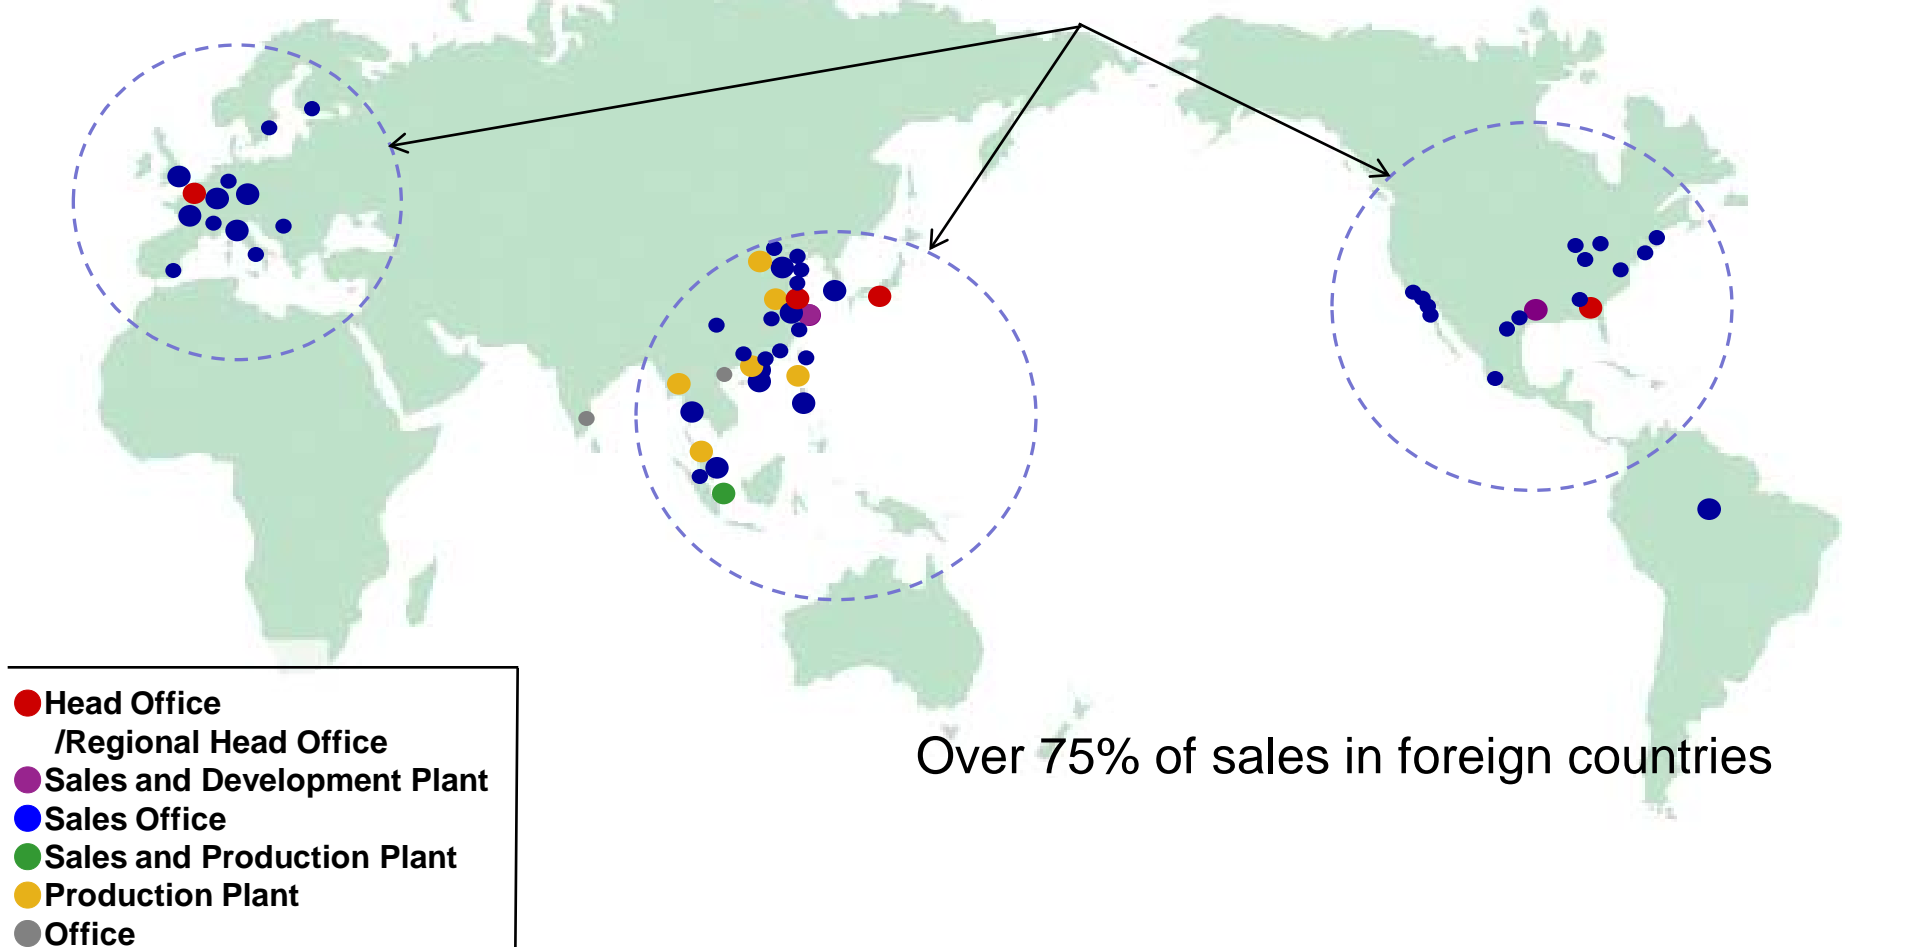 Over 75% of sales in foreign countries
Head Office
/Regional Head Office
Sales and Development Plant
Sales Office
Sales and Production Plant
Production Plant
Office